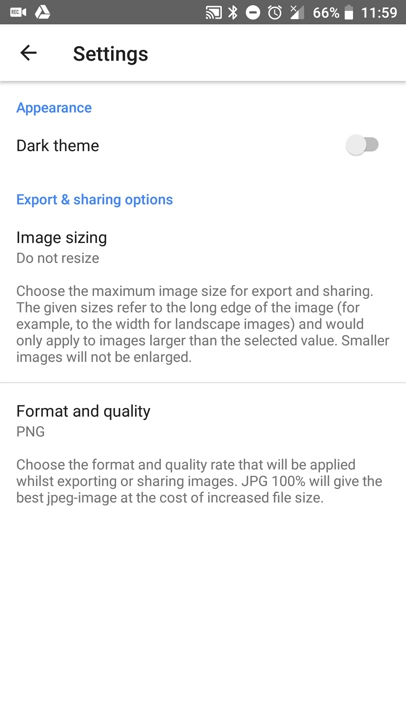 REC 66% 11:59
Settings
Appearance
Dark theme
Export & sharing options
Image sizing
Do not resize
Choose the maximum image size for export and sharing.
The given sizes refer to the long edge of the image (for
example, to the width for landscape images) and would
only apply to images larger than the selected value. Smaller
images will not be enlarged.
Format and quality
PNG
Choose the format and quality rate that will be applied
whilst exporting or sharing images. JPG 100% will give the
best jpeg-image at the cost of increased file size.